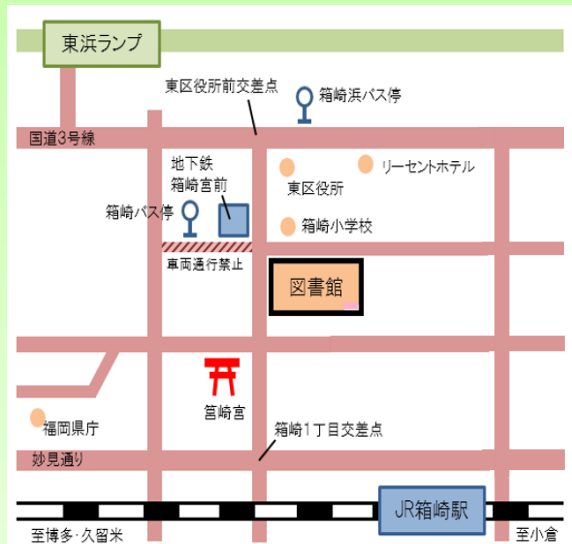 東浜ランプ
東区役所前交差点
箱崎浜バス停
国道3号線
地下鉄
箱崎宮前
東区役所
リーセントホテル
箱崎バス停
箱崎小学校
車両通行禁止
図書館
筥崎宮
福岡県庁
箱崎1丁目交差点
妙見通り
JR箱崎駅
至博多・久留米
至小倉